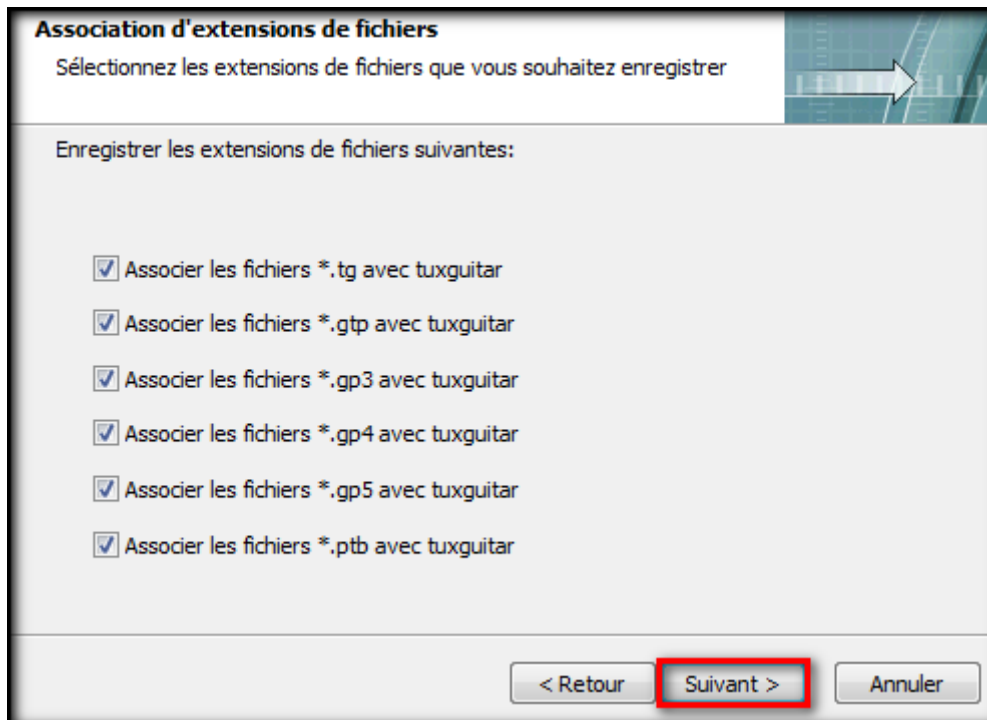 Association d'extensions de fichiers
Sélectionnez les extensions de fichiers que vous souhaitez enregistrer
Enregistrer les extensions de fichiers suivantes:
Associer les fichiers *.tg avec tuxguitar
Associer les fichiers *.gtp avec tuxguitar
Associer les fichiers *.gp3 avec tuxguitar
Associer les fichiers *.gp4 avec tuxguitar
Associer les fichiers *.gp5 avec tuxguitar
Associer les fichiers *.ptb avec tuxguitar
< Retour
Suivant >
Annuler